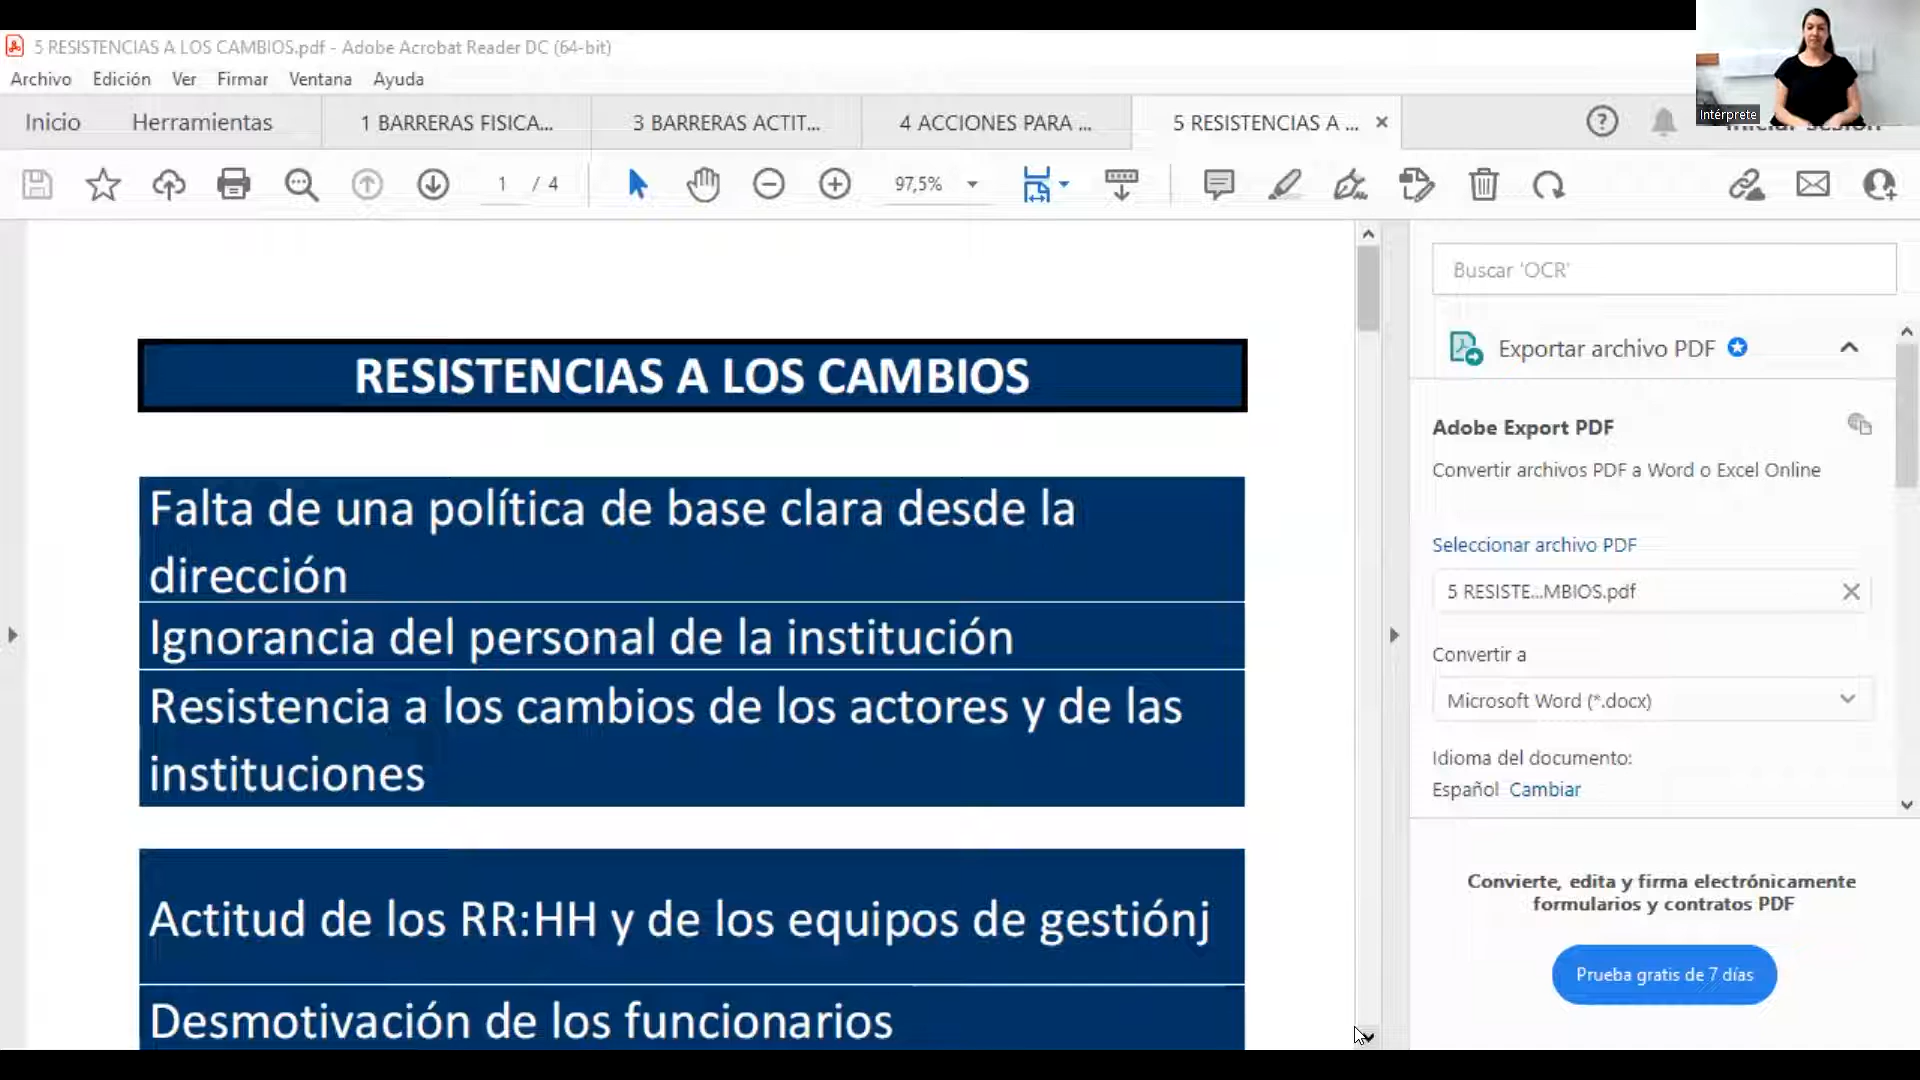 5 RESISTENCIAS A LOS CAMBIOS.pdf - Adobe Acrobat Reader DC (64-bit)
Archivo Edición Ver Firmar Ventana Ayuda
Intérprete
Inicio Herramientas 1 BARRERAS FISICA... 3 BARRERAS ACTIT... 4 ACCIONES PARA ... 5 RESISTENCIAS A ...
1 / 4 97,5%
Buscar 'OCR'
Exportar archivo PDF
RESISTENCIAS A LOS CAMBIOS
Adobe Export PDF
Convertir archivos PDF a Word o Excel Online
Falta de una política de base clara desde la
dirección
Ignorancia del personal de la institución
Resistencia a los cambios de los actores y de las
instituciones
Actitud de los RR:HH y de los equipos de gestiónj
Desmotivación de los funcionarios
Seleccionar archivo PDF
5 RESISTE...MBIOS.pdf
Convertir a
Microsoft Word (*.docx)
Idioma del documento:
Español Cambiar
Convierte, edita y firma electrónicamente
formularios y contratos PDF
Prueba gratis de 7 días